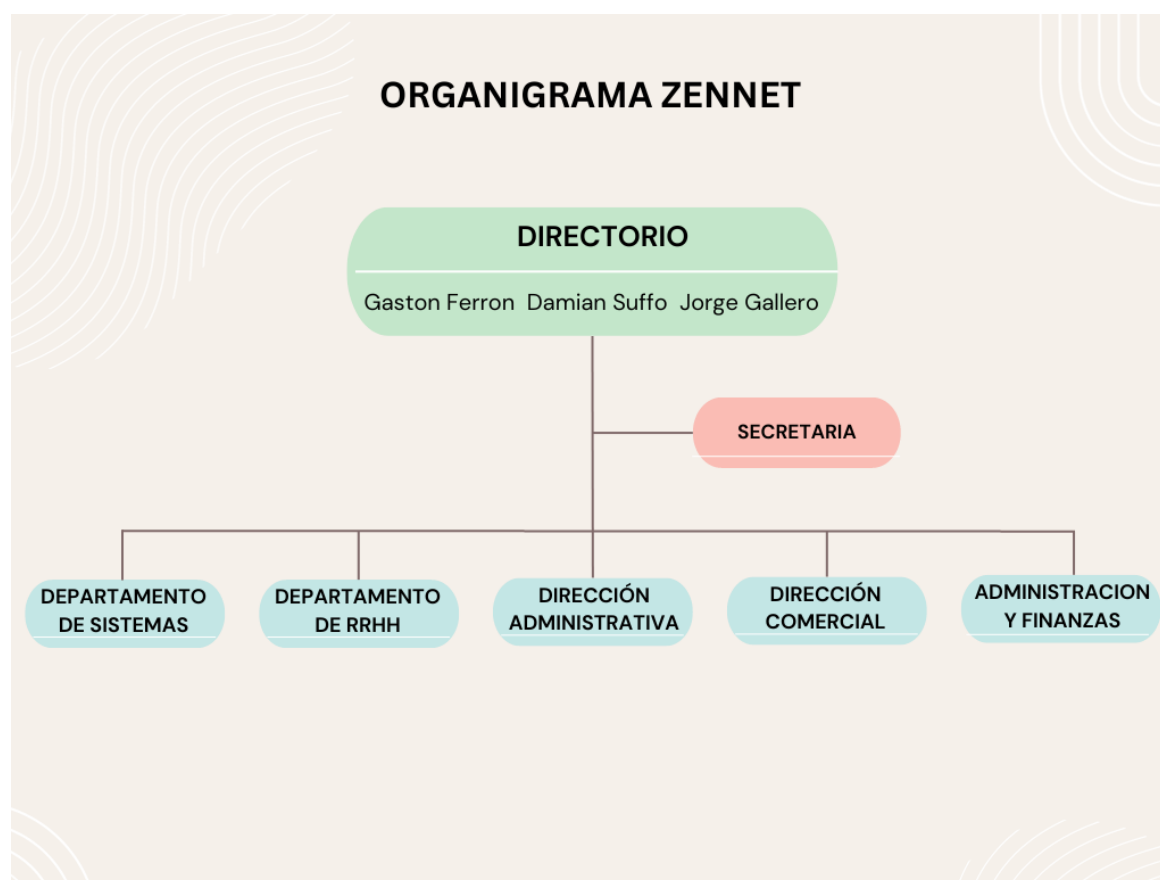 ORGANIGRAMA ZENNET
DIRECTORIO
Gaston Ferron Damian Suffo Jorge Gallero
SECRETARIA
DEPARTAMENTO
DE SISTEMAS
DEPARTAMENTO
DE RRHH
DIRECCIÓN
ADMINISTRATIVA
DIRECCIÓN
COMERCIAL
ADMINISTRACION
Y FINANZAS